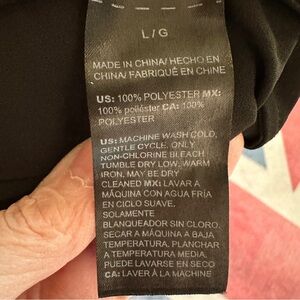 L/G
MADE IN CHINA/ HECHO EN
CHINA/ FABRIQUÉ EN CHINE
US: 100% POLYESTER MX:
100% poliéster CA: 100%
POLYESTER
US: MACHINE WASH COLD,
GENTLE CYCLE. ONLY
NON-CHLORINE BLEACH
TUMBLE DRY LOW, WARM
IRON, MAY BE DRY
CLEANED MX: LAVAR A
MÁQUINA CON AGUA FRÍA
EN CICLO SUAVE.
SOLAMENTE
BLANQUEADOR SIN CLORO.
SECAR A MÁQUINA A BAJA
TEMPERATURA, PLANCHAR
A TEMPERATURA MEDIA,
PUEDE LAVARSE EN SECO
CA: LAVER À LA MACHINE